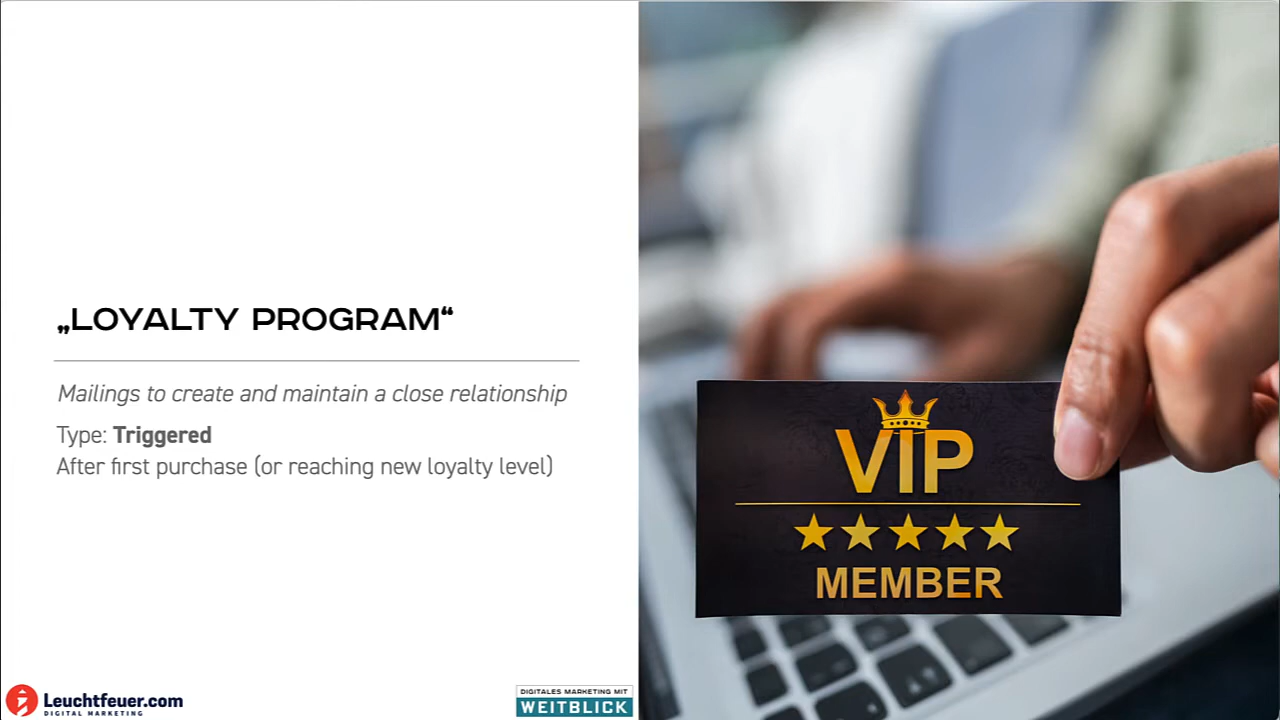 „LOYALTY PROGRAM“
Mailings to create and maintain a close relationship
Type: Triggered
After first purchase (or reaching new loyalty level)
Leuchtfeuer.com
DIGITAL MARKETING
DIGITALES MARKETING MIT
WEITBLICK
VIP
MEMBER